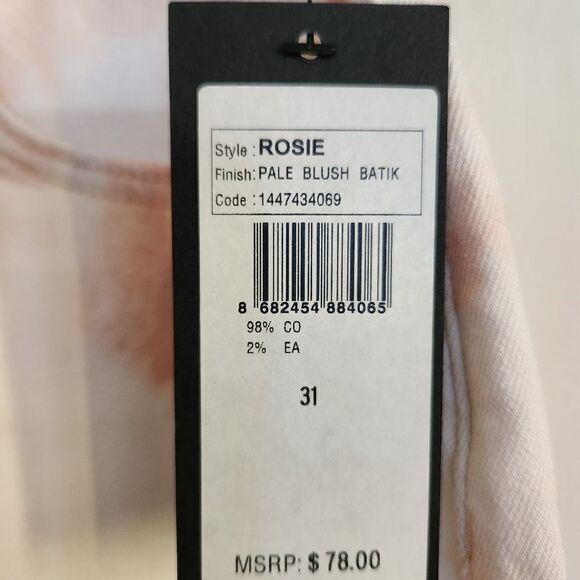 Style : ROSIE
Finish: PALE BLUSH BATIK
Code : 1447434069
8 682454 884065
98% CO
2% EA
31
MSRP: $ 78.00